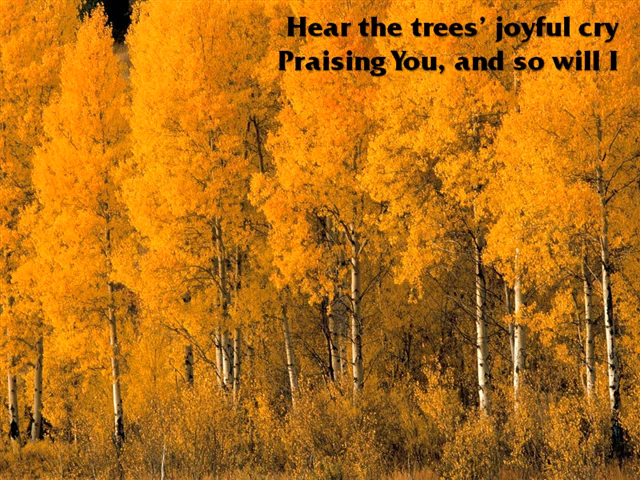 Hear the trees’ joyful cry
Praising You, and so will I